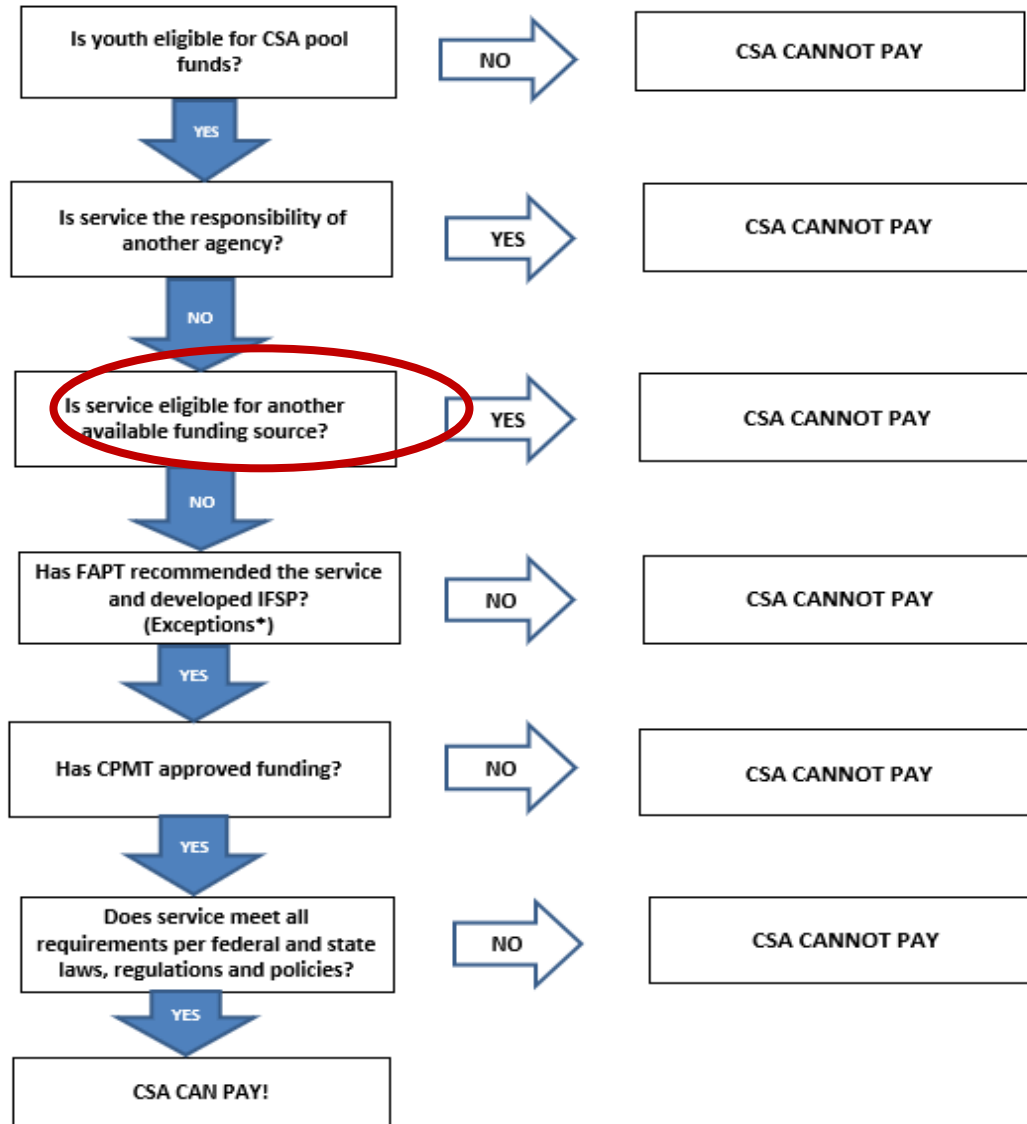 Is youth eligible for CSA pool
funds?
NO
CSA CANNOT PAY
YES
Is service the responsibility of
another agency?
YES
CSA CANNOT PAY
NO
Is service eligible for another
available funding source?
YES
CSA CANNOT PAY
NO
Has FAPT recommended the service
and developed IFSP?
(Exceptions*)
NO
CSA CANNOT PAY
YES
Has CPMT approved funding?
NO
CSA CANNOT PAY
YES
Does service meet all
requirements per federal and state
laws, regulations and policies?
NO
CSA CANNOT PAY
YES
CSA CAN PAY!